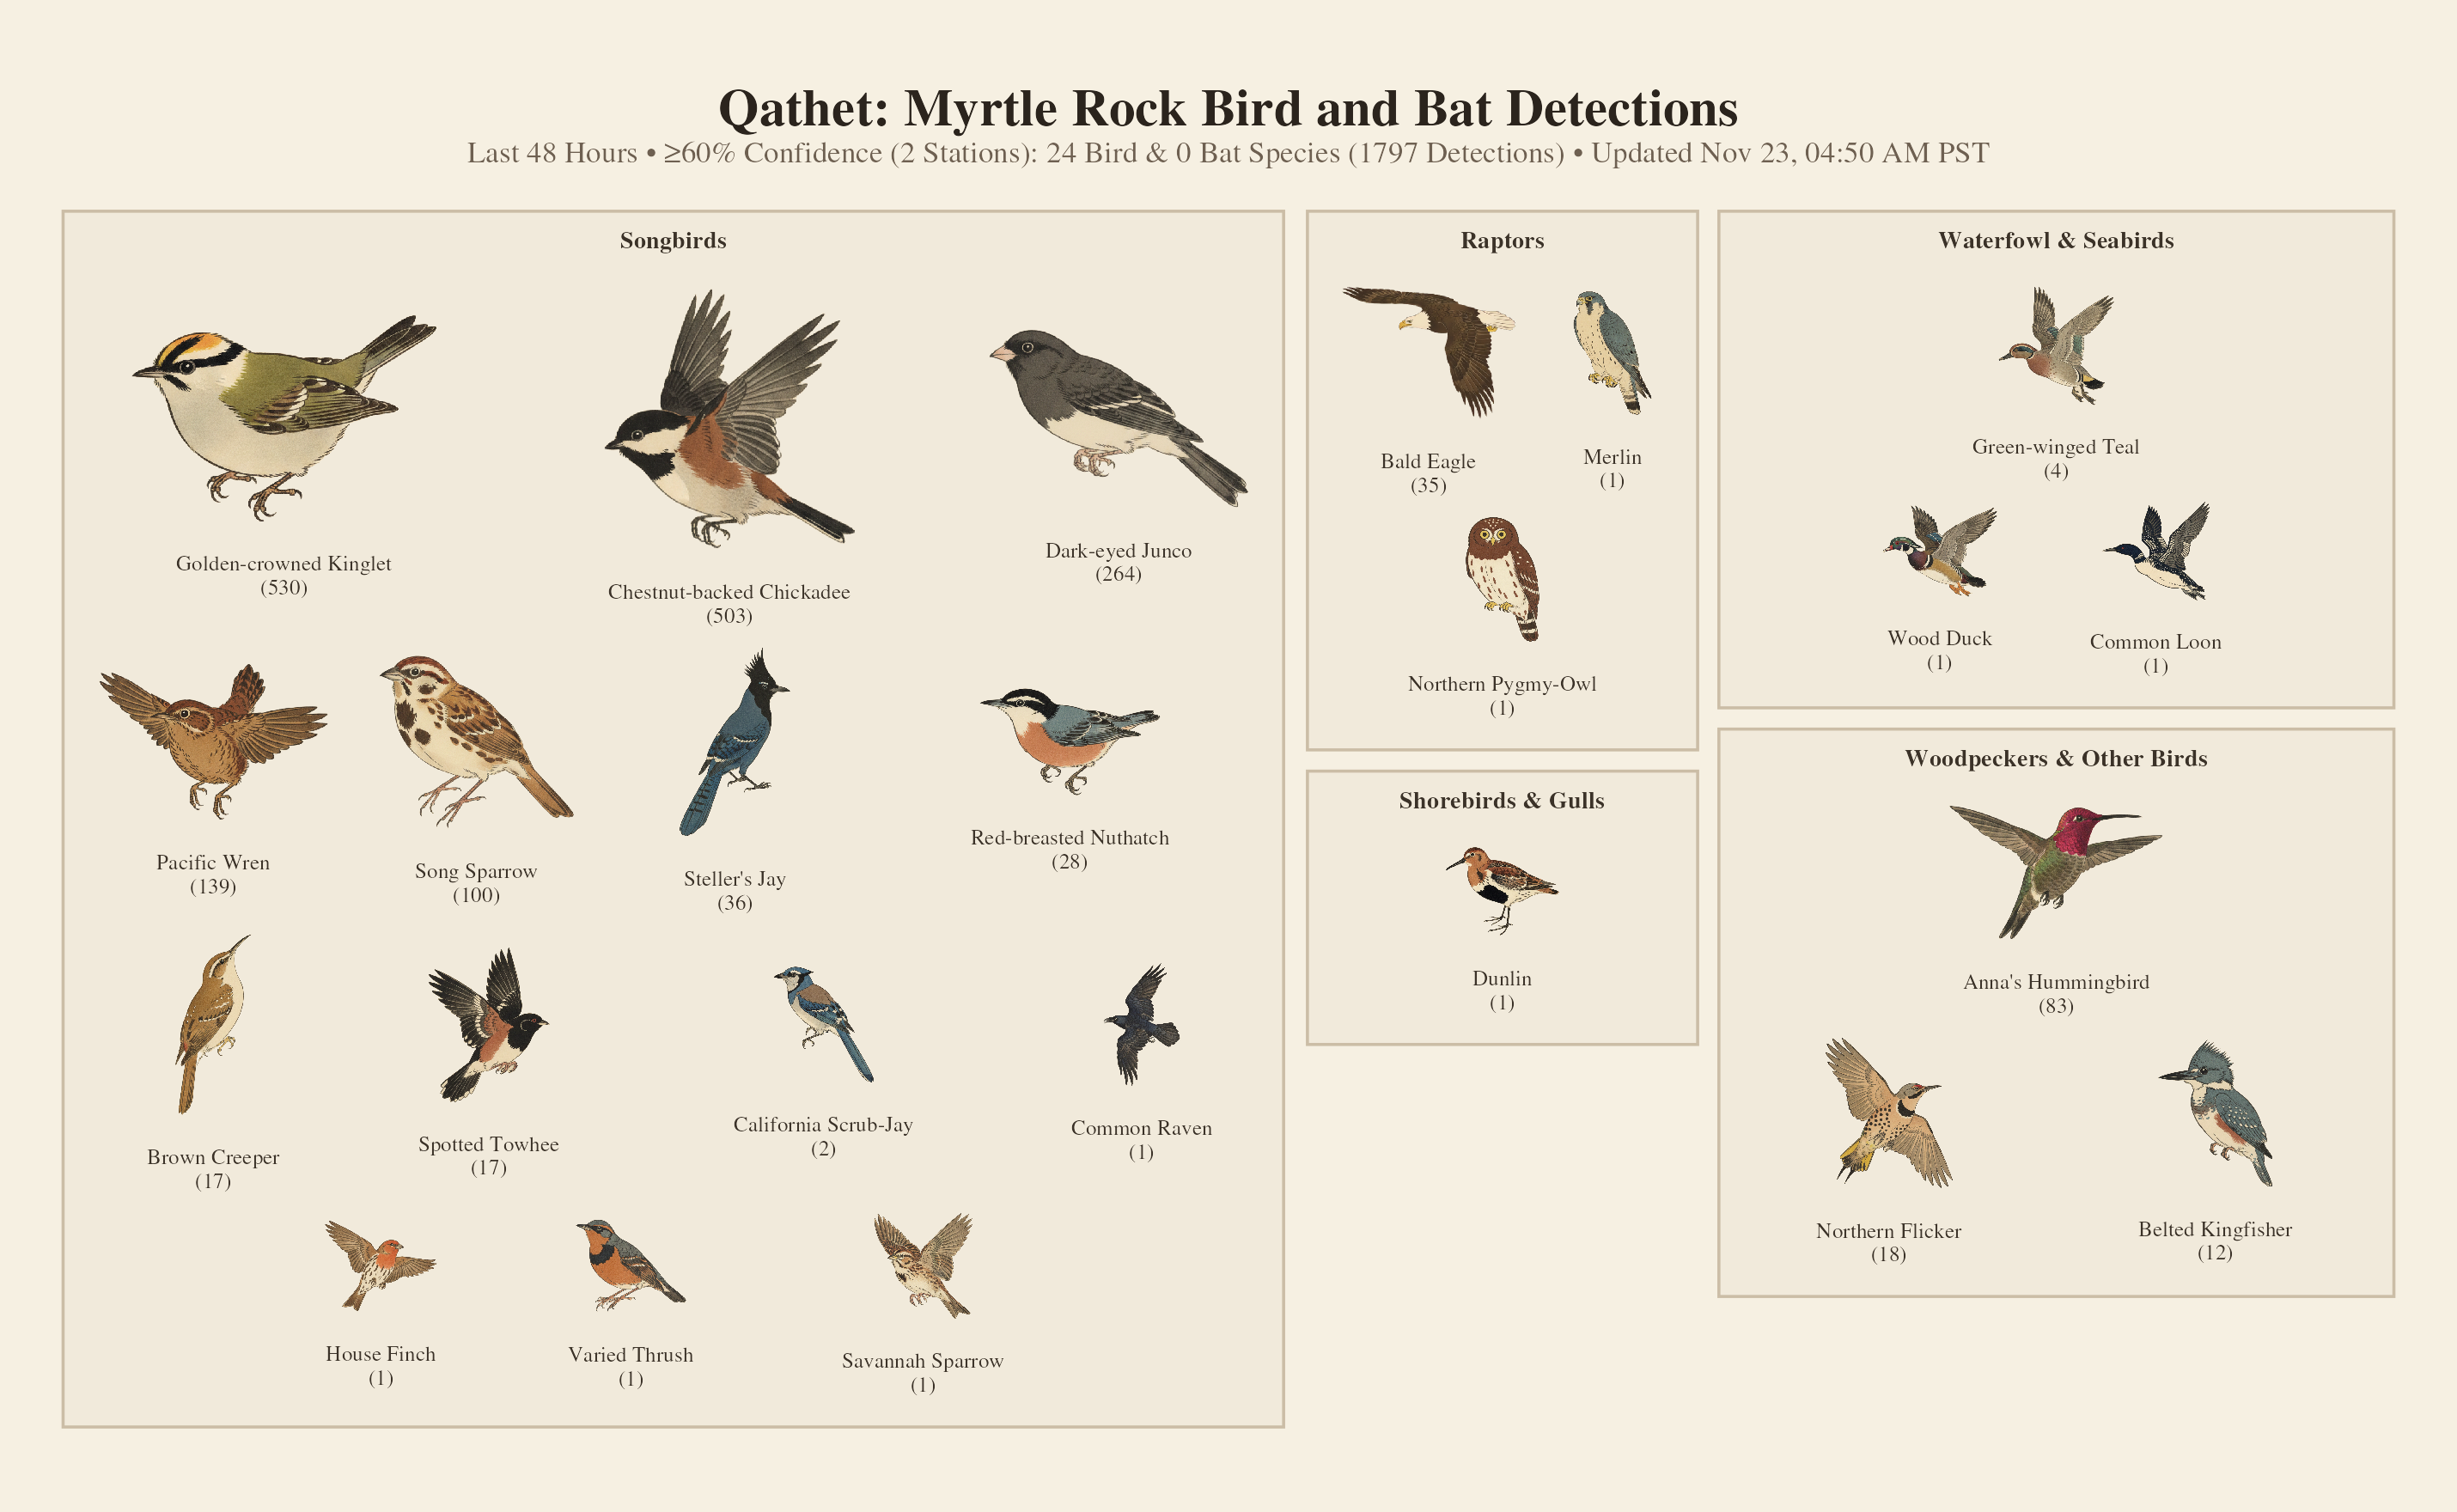 Qathet: Myrtle Rock Bird and Bat Detections
Last 48 Hours • ≥60% Confidence (2 Stations): 24 Bird & 0 Bat Species (1797 Detections) • Updated Nov 23, 04:50 AM PST
Songbirds
Golden-crowned Kinglet
(530)
Chestnut-backed Chickadee
(503)
Dark-eyed Junco
(264)
Pacific Wren
(139)
Song Sparrow
(100)
Steller's Jay
(36)
Red-breasted Nuthatch
(28)
Brown Creeper
(17)
Spotted Towhee
(17)
California Scrub-Jay
(2)
Common Raven
(1)
House Finch
(1)
Varied Thrush
(1)
Savannah Sparrow
(1)
Raptors
Bald Eagle
(35)
Merlin
(1)
Northern Pygmy-Owl
(1)
Shorebirds & Gulls
Dunlin
(1)
Waterfowl & Seabirds
Green-winged Teal
(4)
Wood Duck
(1)
Common Loon
(1)
Woodpeckers & Other Birds
Anna's Hummingbird
(83)
Northern Flicker
(18)
Belted Kingfisher
(12)